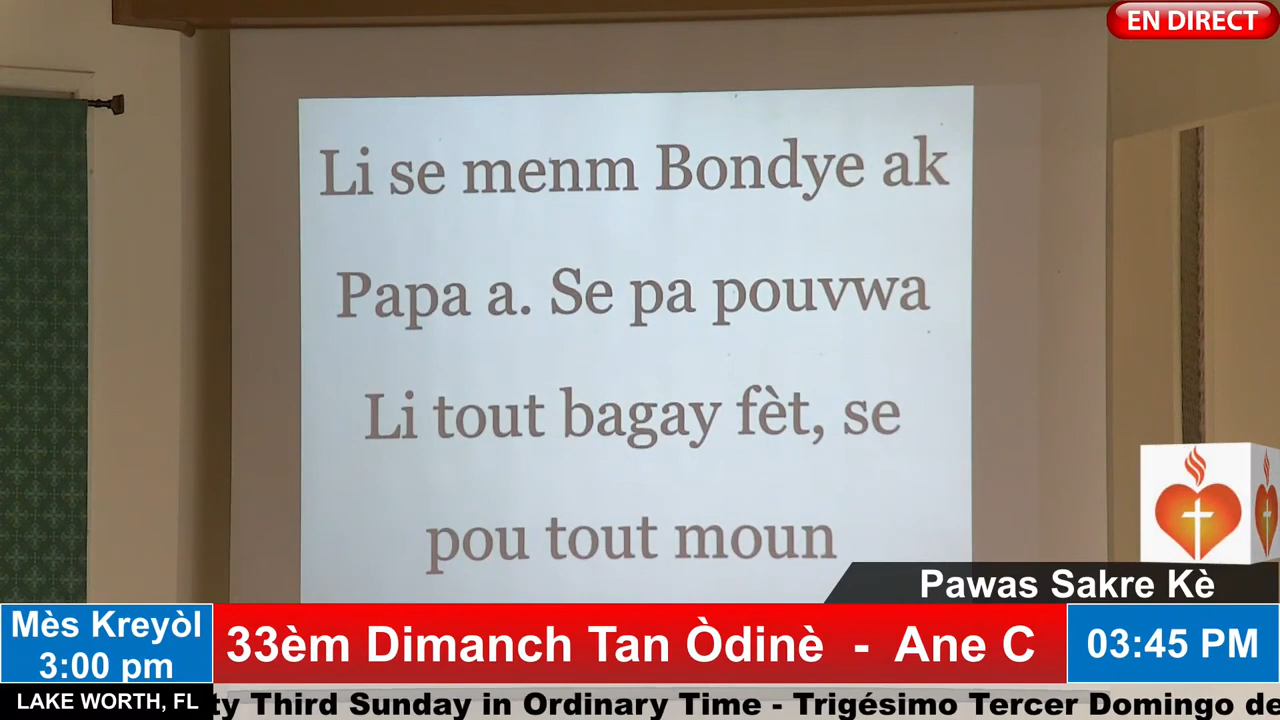 EN DIRECT
Li se menm Bondye ak
Papa a. Se pa pouvwa
Li tout bagay fèt, se
pou tout moun
Pawas Sakre Kè
Mès Kreyòl
3:00 pm
33èm Dimanch Tan Òdinè - Ane C
03:45 PM
LAKE WORTH, FL
Third Sunday in Ordinary Time - Trigésimo Tercer Domingo de